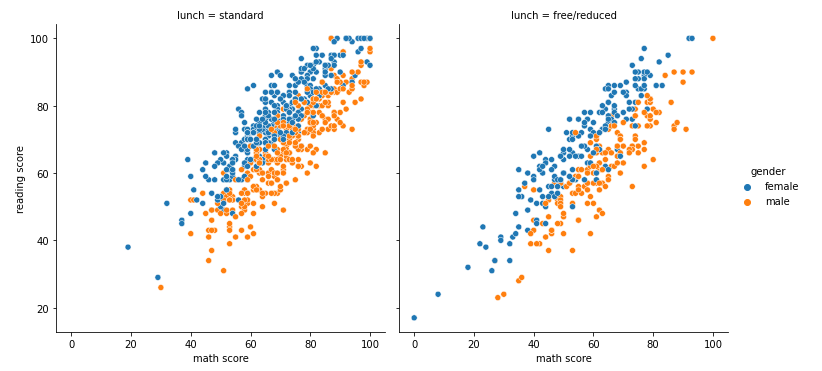 lunch = standard
lunch = free/reduced
100
80
60
40
20
reading score
0
20
40
60
80
100
math score
0
20
40
60
80
100
math score
gender
female
male